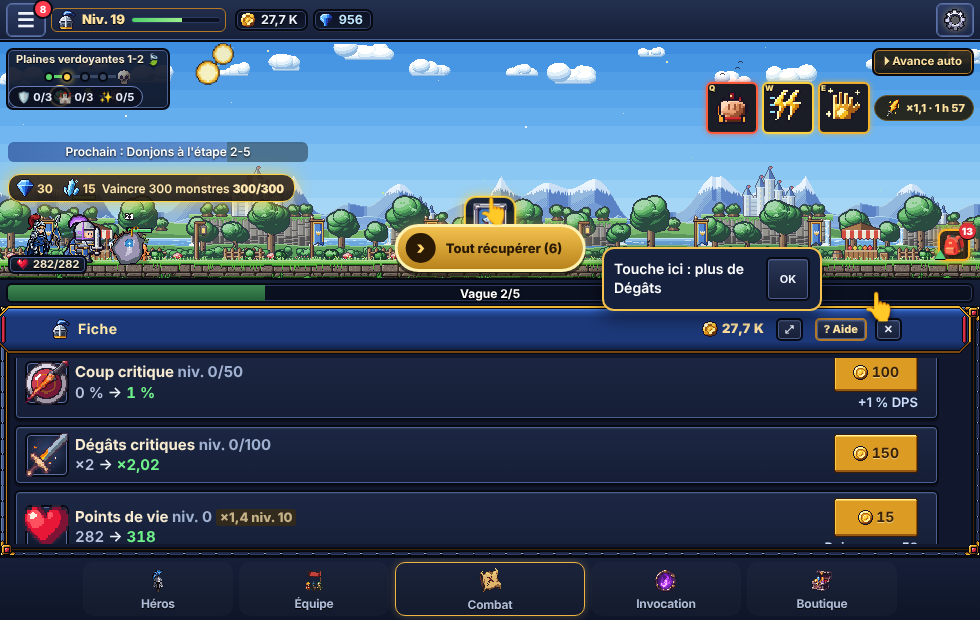 8
Niv. 19
27,7 K
956
Plaines verdoyantes 1-2
0/3 0/3 0/5
Avance auto
Q W E
×1,1 · 1 h 57
Prochain : Donjons à l'étape 2-5
30 15 Vaincre 300 monstres 300/300
21
282/282
Tout récupérer (6)
13
Touche ici : plus de
Dégâts
OK
Vague 2/5
Fiche
27,7 K
? Aide
Coup critique niv. 0/50
0 % → 1 %
100
+1 % DPS
Dégâts critiques niv. 0/100
×2 → ×2,02
150
Points de vie niv. 0 ×1,4 niv. 10
282 → 318
15
Héros
Équipe
Combat
Invocation
Boutique